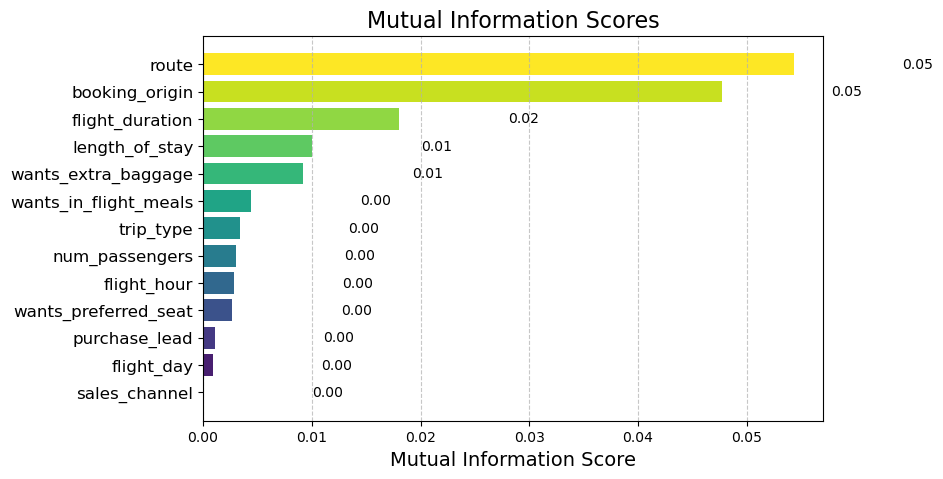 Mutual Information Scores
route 0.05
booking_origin 0.05
flight_duration 0.02
length_of_stay 0.01
wants_extra_baggage 0.01
wants_in_flight_meals 0.00
trip_type 0.00
num_passengers 0.00
flight_hour 0.00
wants_preferred_seat 0.00
purchase_lead 0.00
flight_day 0.00
sales_channel 0.00
0.00 0.01 0.02 0.03 0.04 0.05
Mutual Information Score